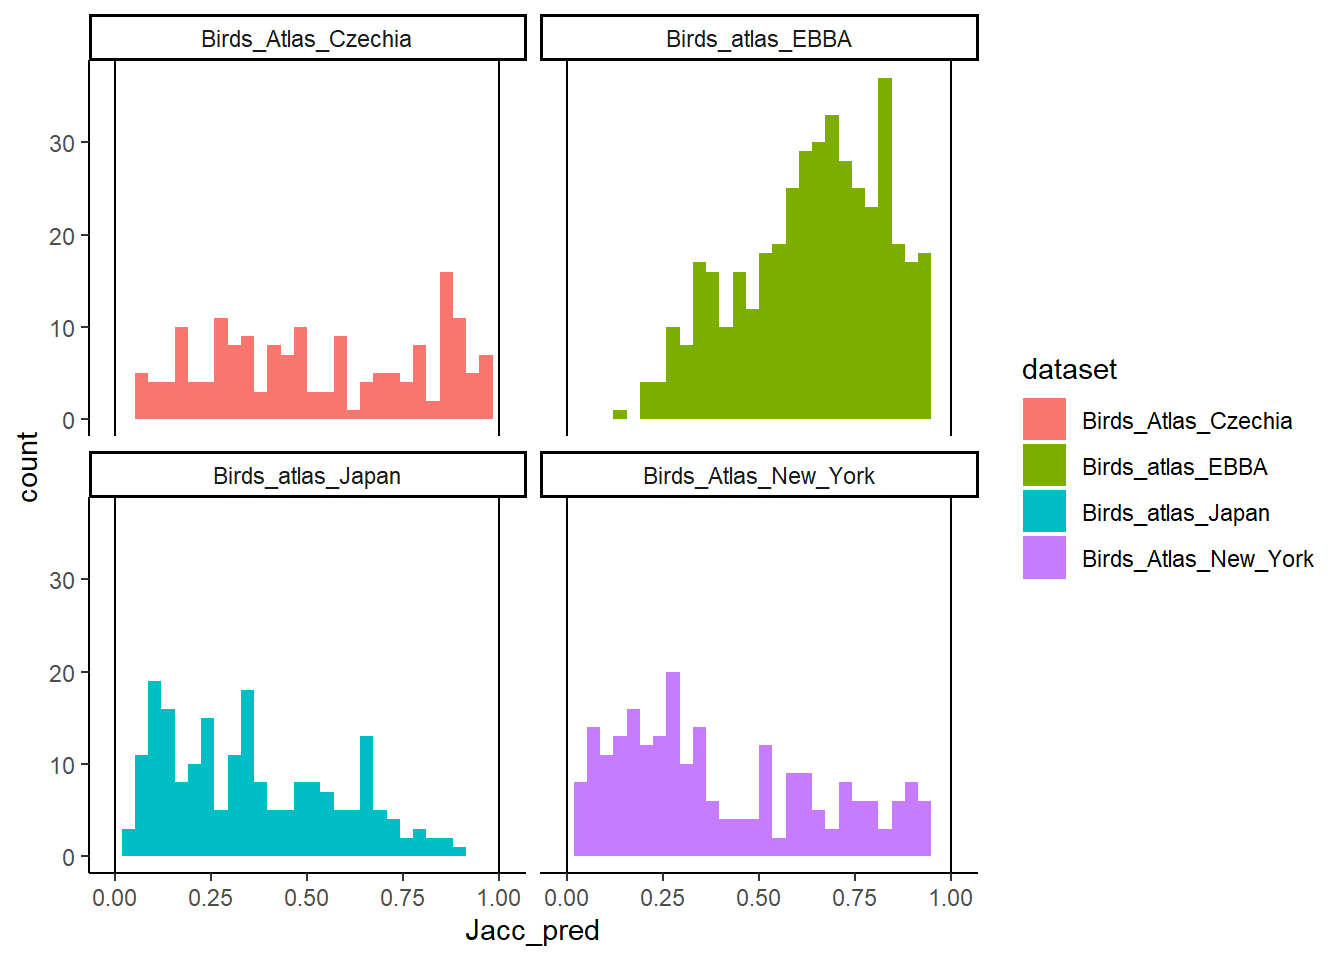 Birds_Atlas_Czechia
Birds_atlas_EBBA
30
20
10
0
Birds_atlas_Japan
Birds_Atlas_New_York
30
20
10
0
0.00 0.25 0.50 0.75 1.00
0.00 0.25 0.50 0.75 1.00
Jacc_pred
count
dataset
Birds_Atlas_Czechia
Birds_atlas_EBBA
Birds_atlas_Japan
Birds_Atlas_New_York